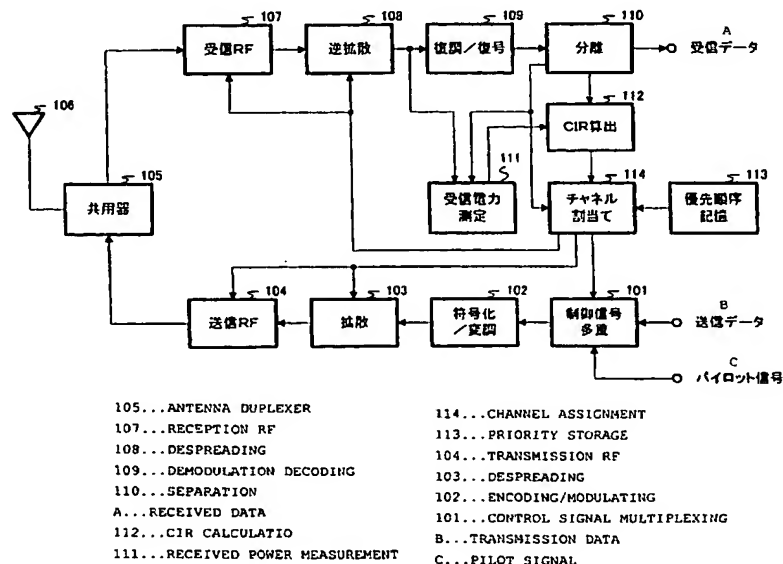 107
108
109
110
A
受信RF
逆拡散
復調/復号
分離
受信データ
112
106
CIR算出
111
105
114
113
共用器
受信電力
測定
チャネル
割当て
優先順序
記憶
104
103
102
101
B
送信RF
拡散
符号化
/変調
制御信号
多重
送信データ
C
パイロット信号
105...ANTENNA DUPLEXER
107...RECEPTION RF
108...DESPREADING
109...DEMODULATION DECODING
110...SEPARATION
A...RECEIVED DATA
112...CIR CALCULATIO
111...RECEIVED POWER MEASUREMENT
114...CHANNEL ASSIGNMENT
113...PRIORITY STORAGE
104...TRANSMISSION RF
103...DESPREADING
102...ENCODING/MODULATING
101...CONTROL SIGNAL MULTIPLEXING
B...TRANSMISSION DATA
C...PILOT SIGNAL